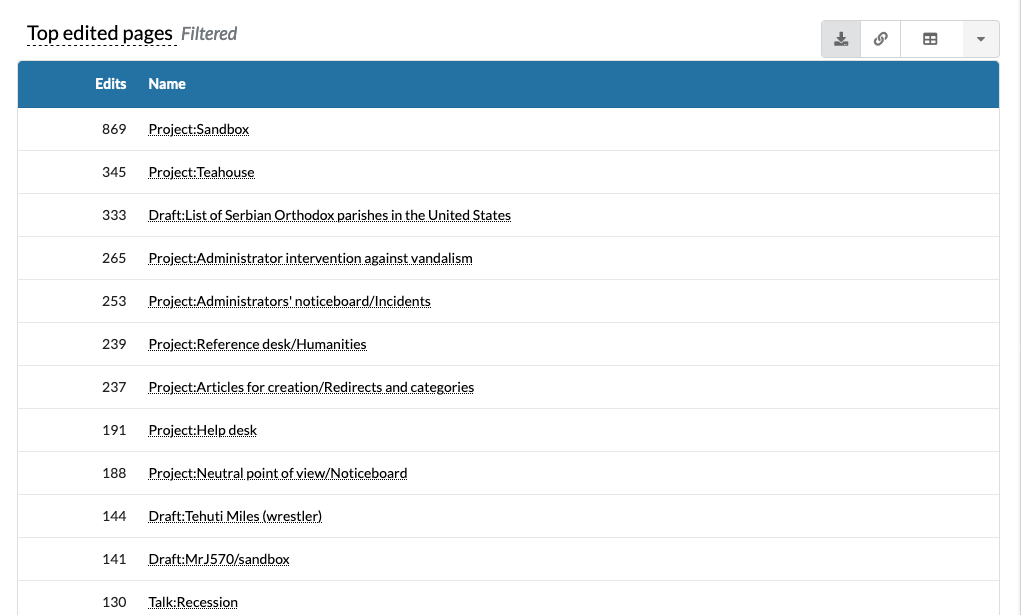 Top edited pages Filtered
Edits Name
869 Project:Sandbox
345 Project:Teahouse
333 Draft:List of Serbian Orthodox parishes in the United States
265 Project:Administrator intervention against vandalism
253 Project:Administrators' noticeboard/Incidents
239 Project:Reference desk/Humanities
237 Project:Articles for creation/Redirects and categories
191 Project:Help desk
188 Project:Neutral point of view/Noticeboard
144 Draft:Tehuti Miles (wrestler)
141 Draft:MrJ570/sandbox
130 Talk:Recession